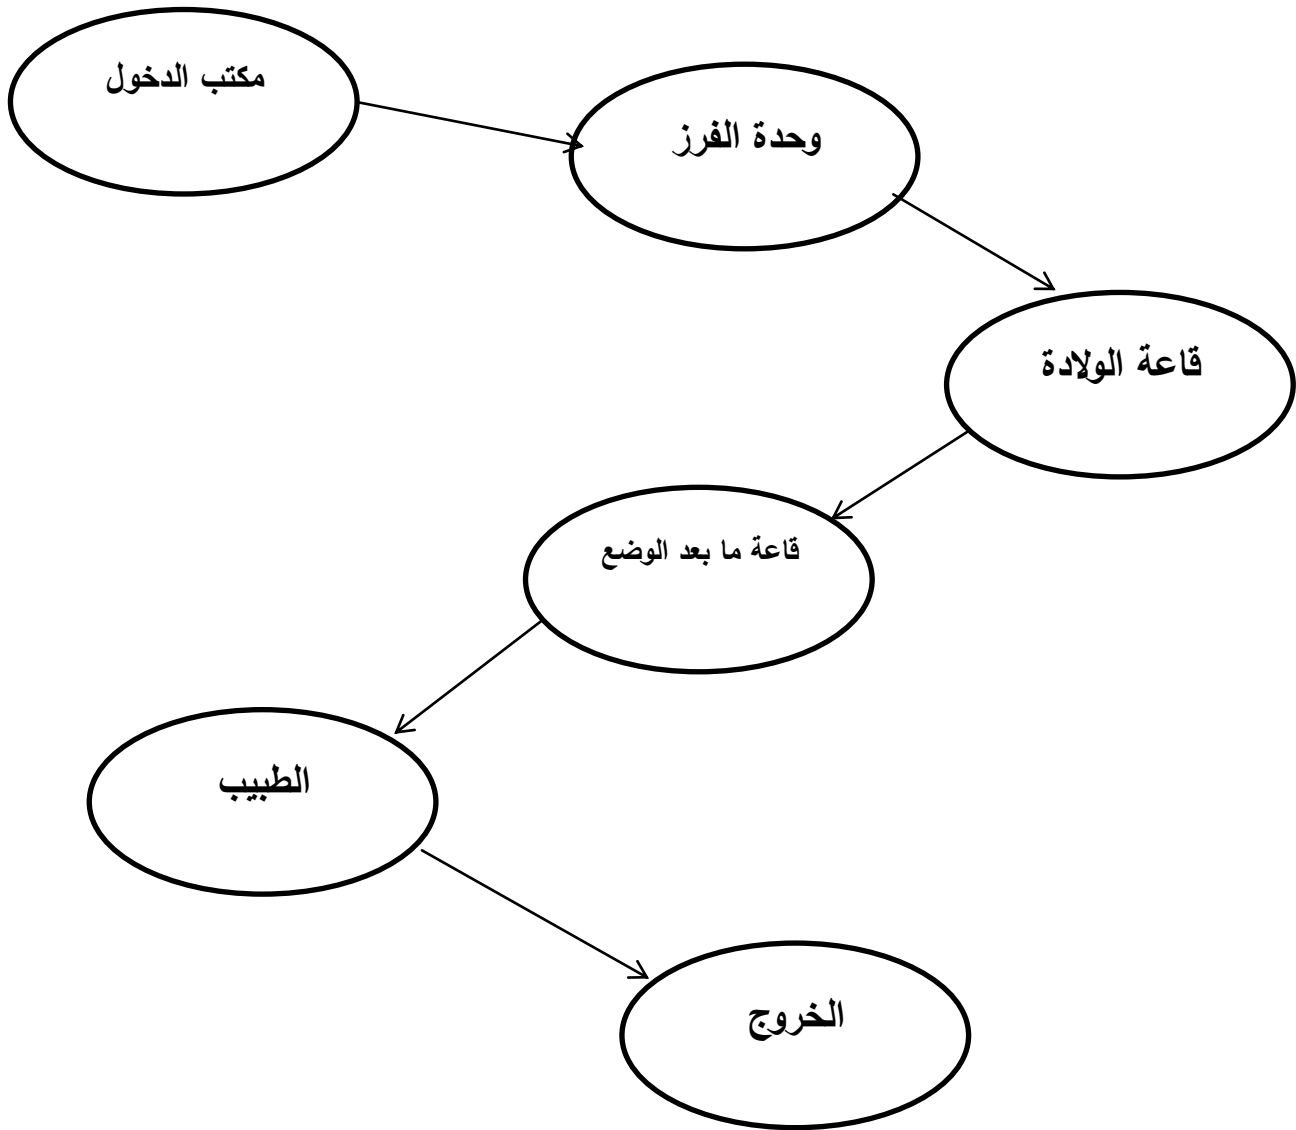 مكتب الدخول
وحدة الفرز
قاعة الولادة
قاعة ما بعد الوضع
الطبيب
الخروج